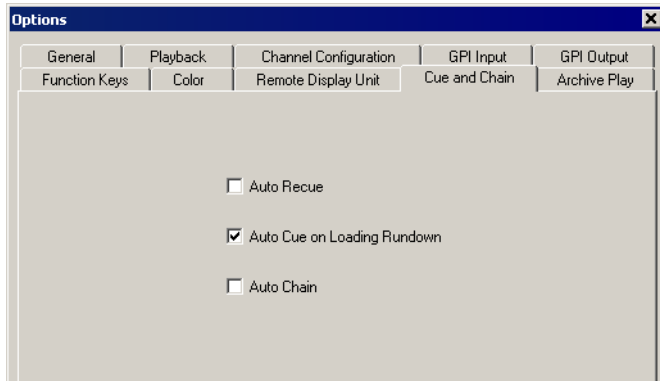 Options
General Playback Channel Configuration GPI Input GPI Output
Function Keys Color Remote Display Unit Cue and Chain Archive Play
Auto Recue
Auto Cue on Loading Rundown
Auto Chain